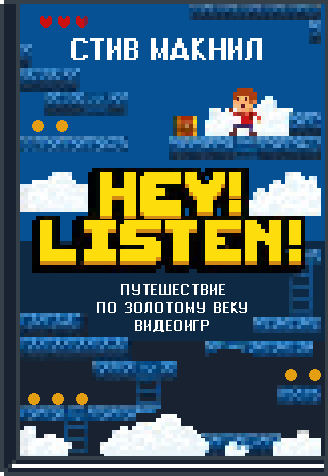 СТИВ МАКНИЛ
HEY!
LISTEN!
ПУТЕШЕСТВИЕ
ПО ЗОЛОТОМУ ВЕКУ
ВИДЕОИГР